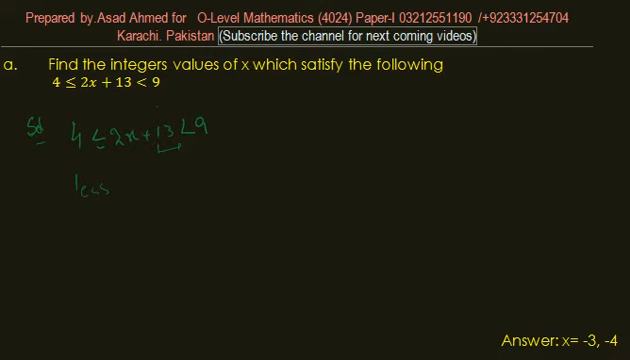 Prepared by.Asad Ahmed for O-Level Mathematics (4024) Paper-I 03212551190 /+923331254704
Karachi. Pakistan (Subscribe the channel for next coming videos)
a. Find the integers values of x which satisfy the following
4 ≤ 2x + 13 < 9
Sol
4 ≤ 2x + 13 < 9
less
Answer: x= -3, -4